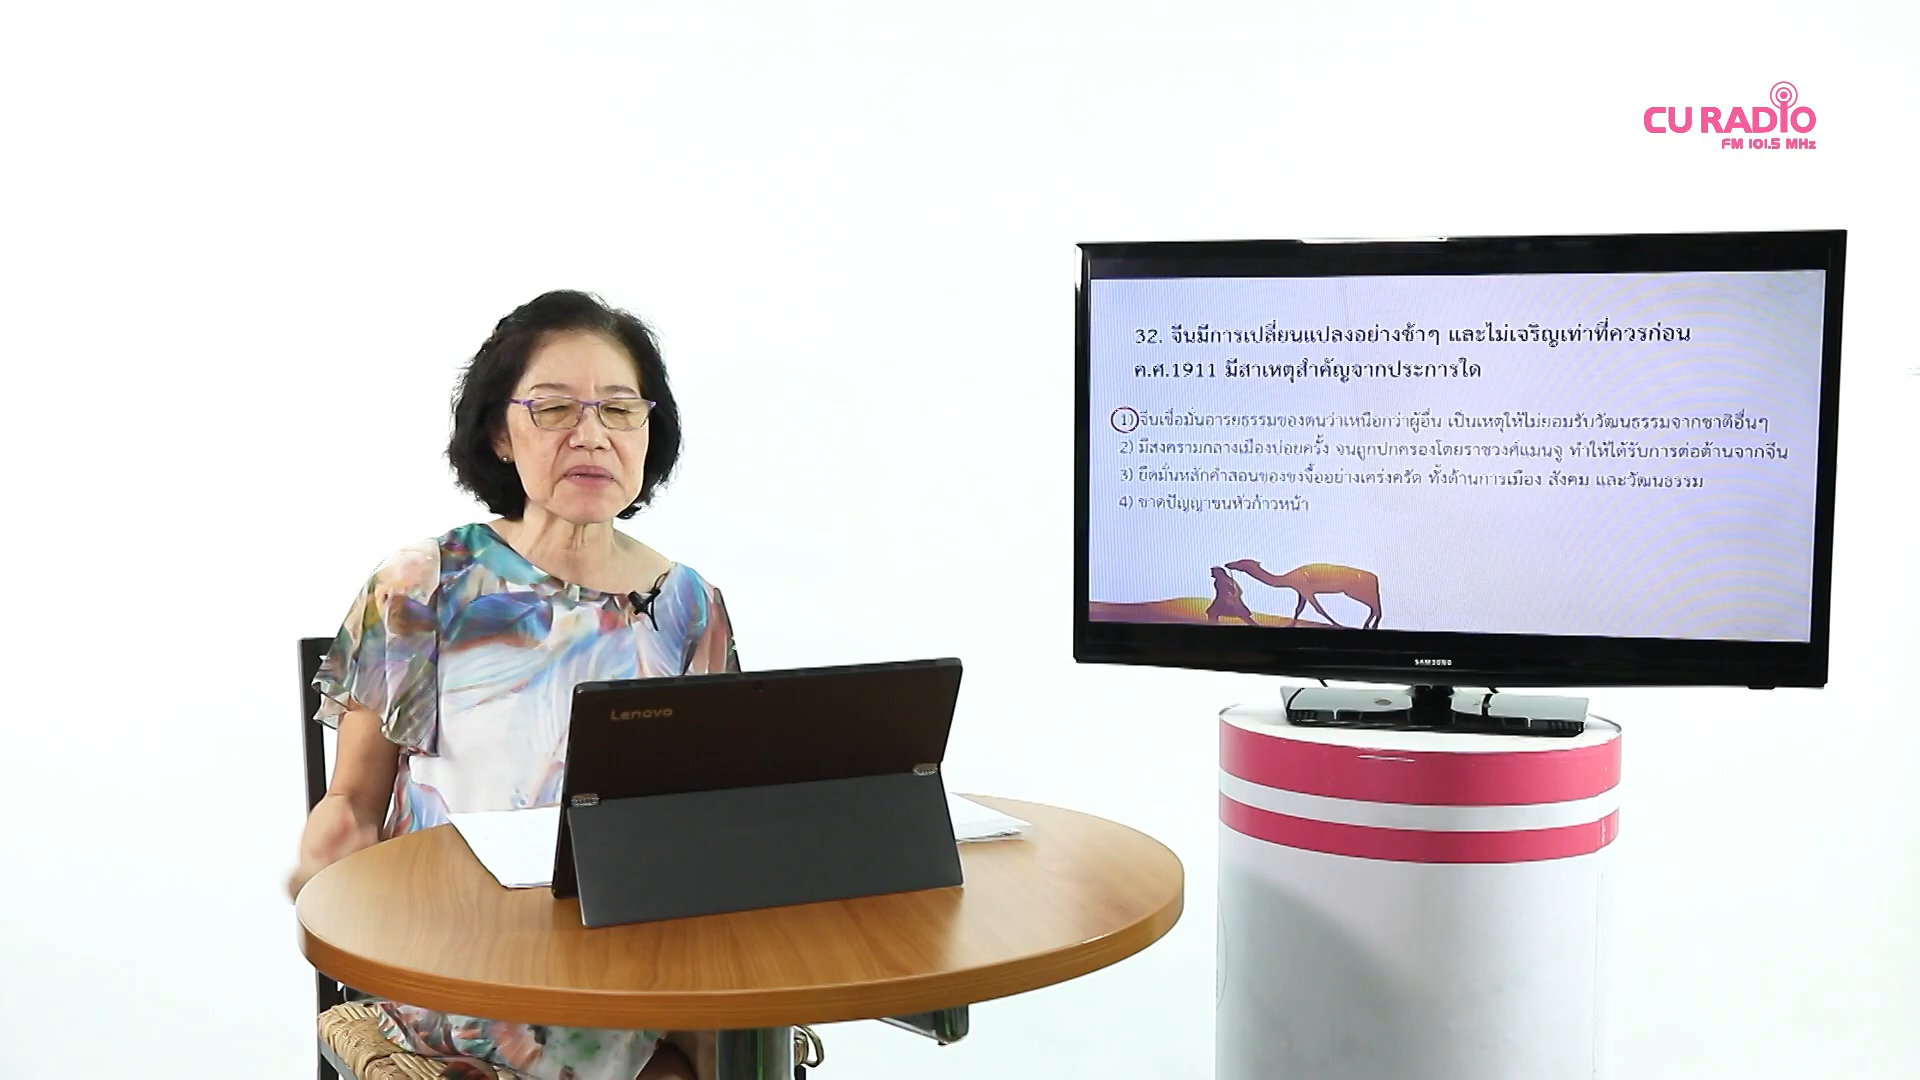 CU RADIO
FM 101.5 MHz
32. จีนมีการเปลี่ยนแปลงอย่างช้าๆ และไม่เจริญเท่าที่ควรก่อน
ค.ศ.1911 มีสาเหตุสำคัญจากประการใด
1) จีนเชื่อมั่นอารยธรรมของตนว่าเหนือกว่าผู้อื่น เป็นเหตุให้ไม่ยอมรับวัฒนธรรมจากชาติอื่นๆ
2) มีสงครามกลางเมืองบ่อยครั้ง จนถูกปกครองโดยราชวงศ์แมนจู ทำให้ได้รับการต่อต้านจากจีน
3) ยึดมั่นหลักคำสอนของขงจื้ออย่างเคร่งครัด ทั้งด้านการเมือง สังคม และวัฒนธรรม
4) ขาดปัญญาชนหัวก้าวหน้า
SAMSUNG
Lenovo